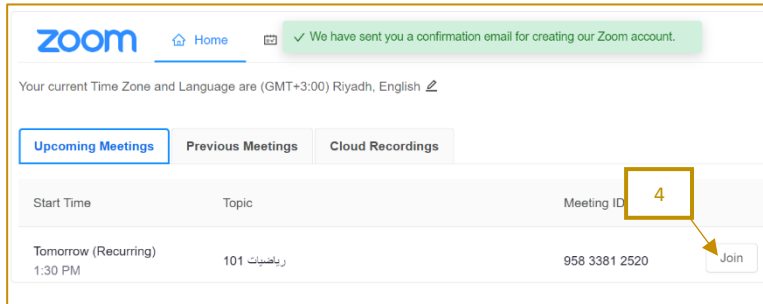 zoom Home We have sent you a confirmation email for creating our Zoom account.
Your current Time Zone and Language are (GMT+3:00) Riyadh, English
Upcoming Meetings Previous Meetings Cloud Recordings
4
Start Time Topic Meeting ID
Tomorrow (Recurring)
1:30 PM
رياضيات 101
958 3381 2520
Join